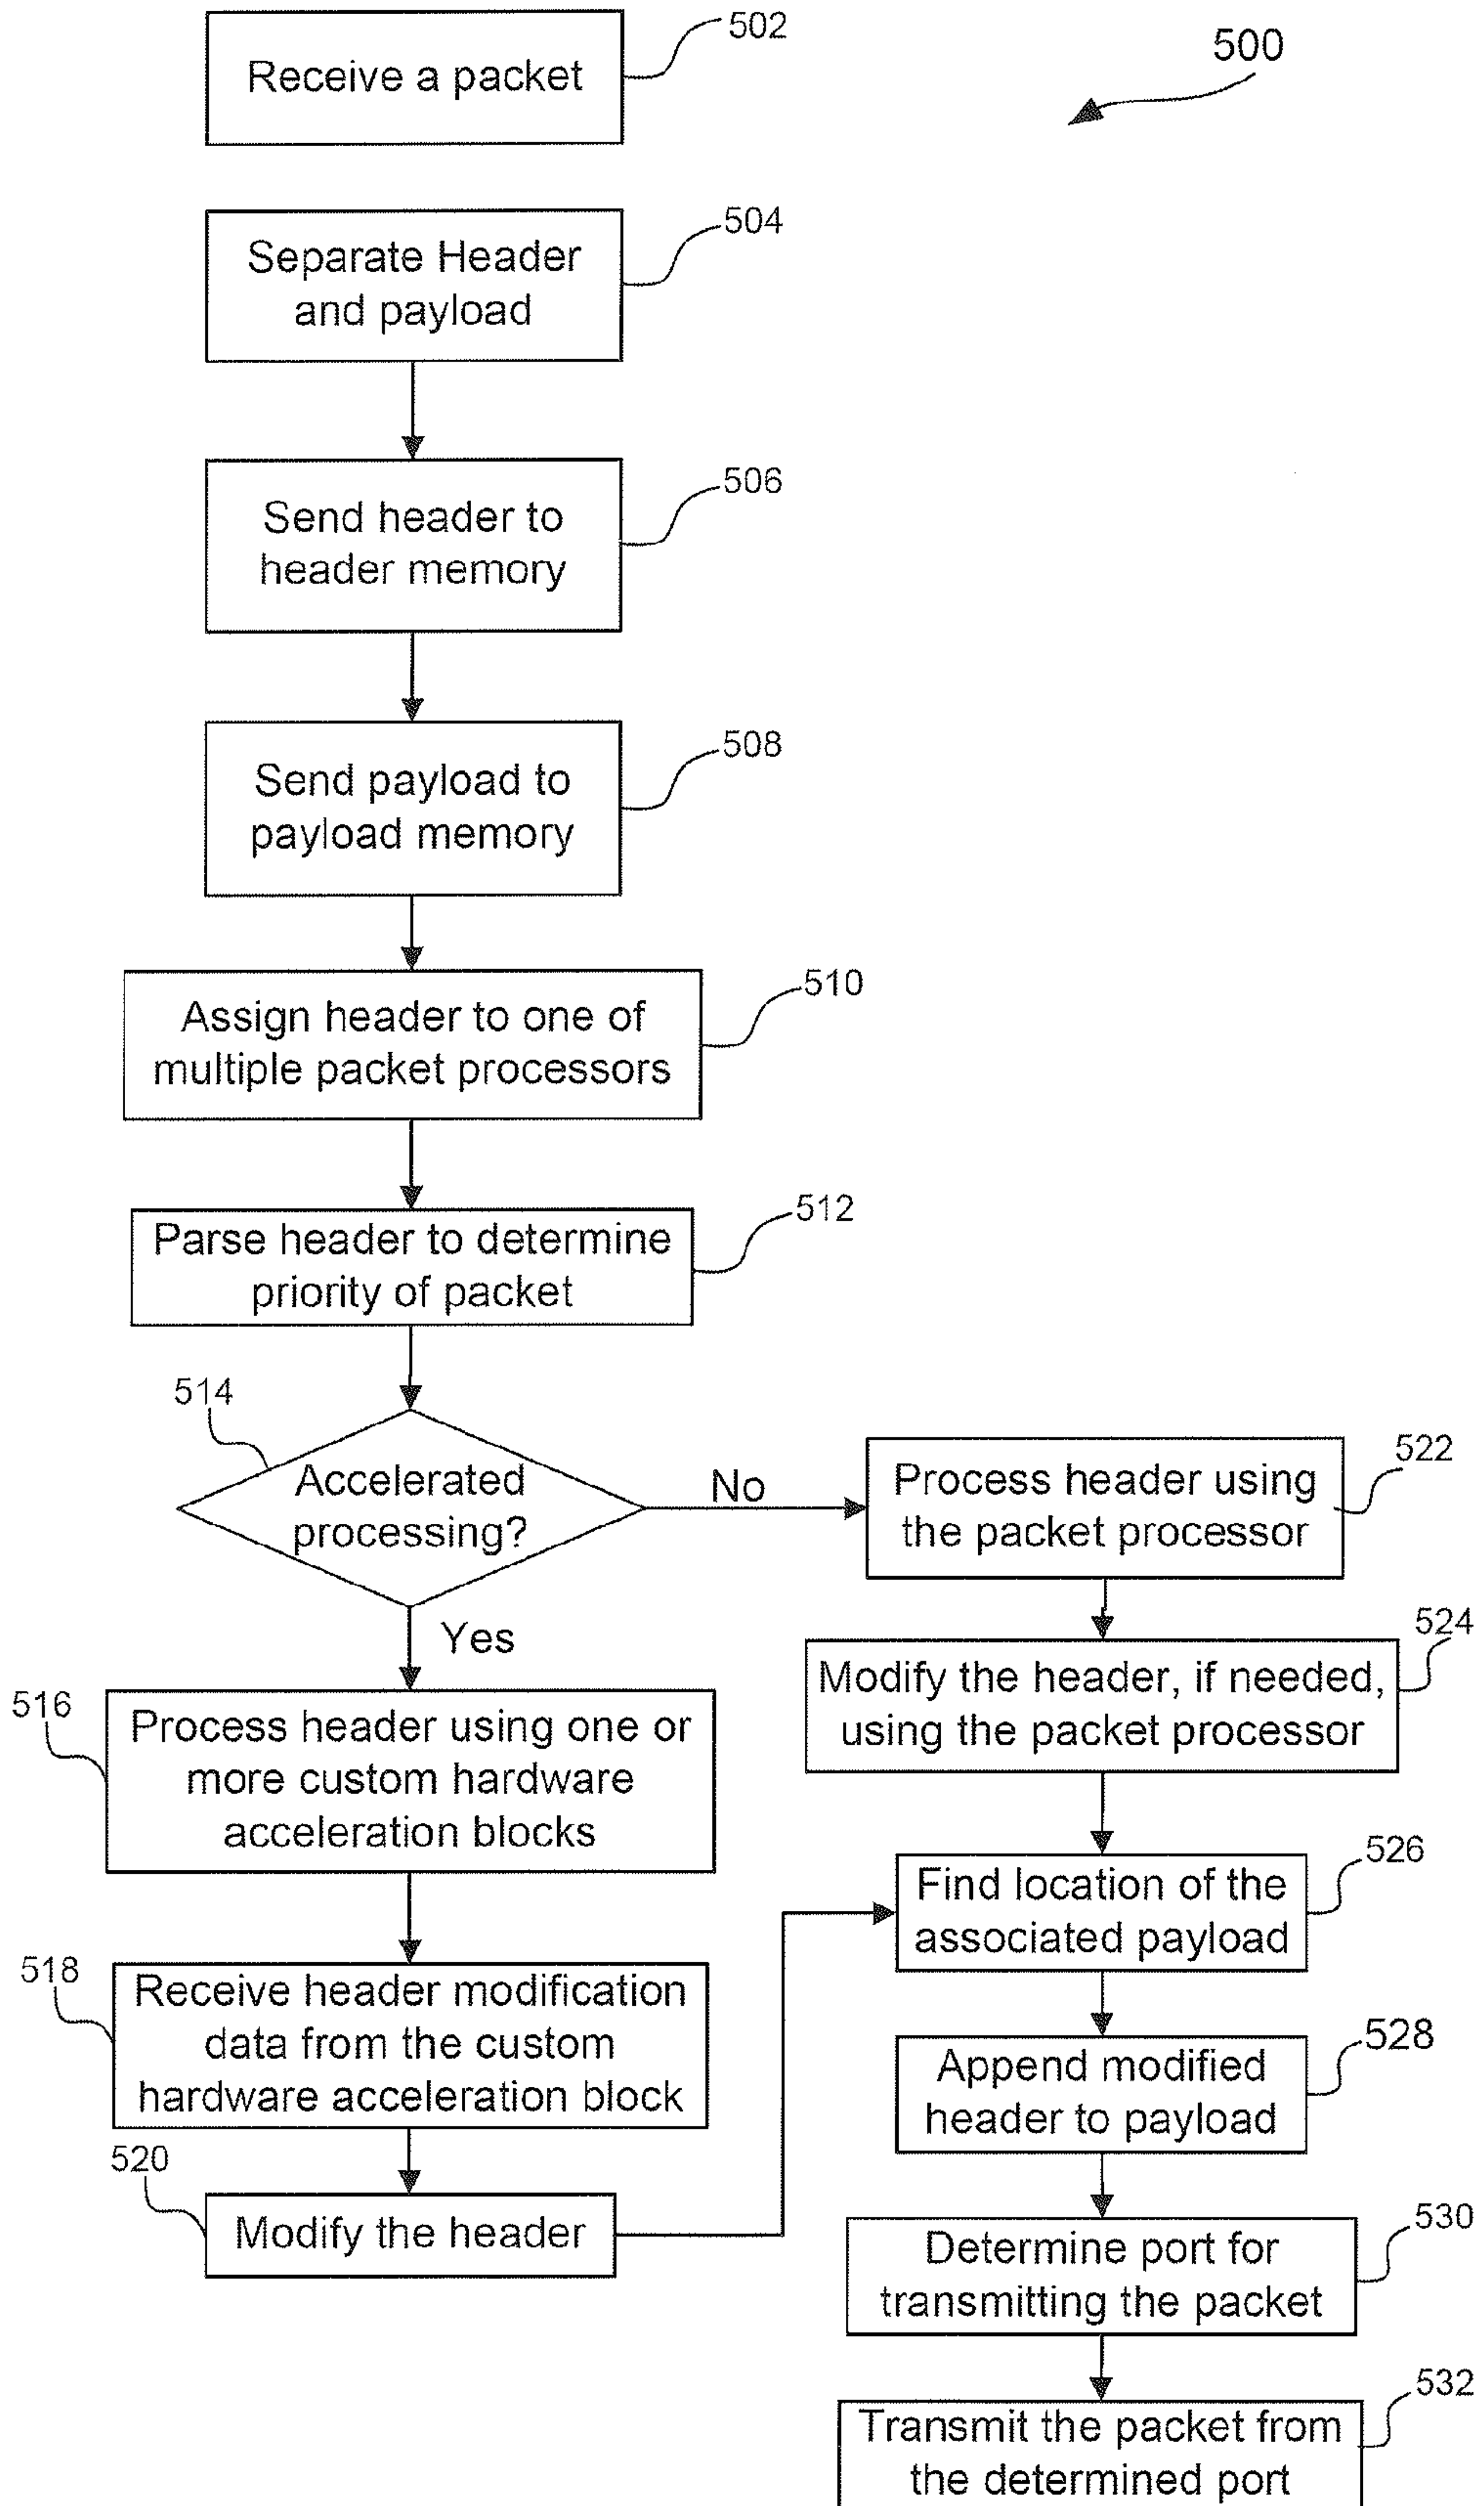 502
Receive a packet
500
504
Separate Header
and payload
506
Send header to
header memory
508
Send payload to
payload memory
510
Assign header to one of
multiple packet processors
512
Parse header to determine
priority of packet
514
Accelerated
processing?
No
Yes
522
Process header using
the packet processor
524
Modify the header, if needed,
using the packet processor
516
Process header using one or
more custom hardware
acceleration blocks
518
Receive header modification
data from the custom
hardware acceleration block
520
Modify the header
526
Find location of the
associated payload
528
Append modified
header to payload
530
Determine port for
transmitting the packet
532
Transmit the packet from
the determined port